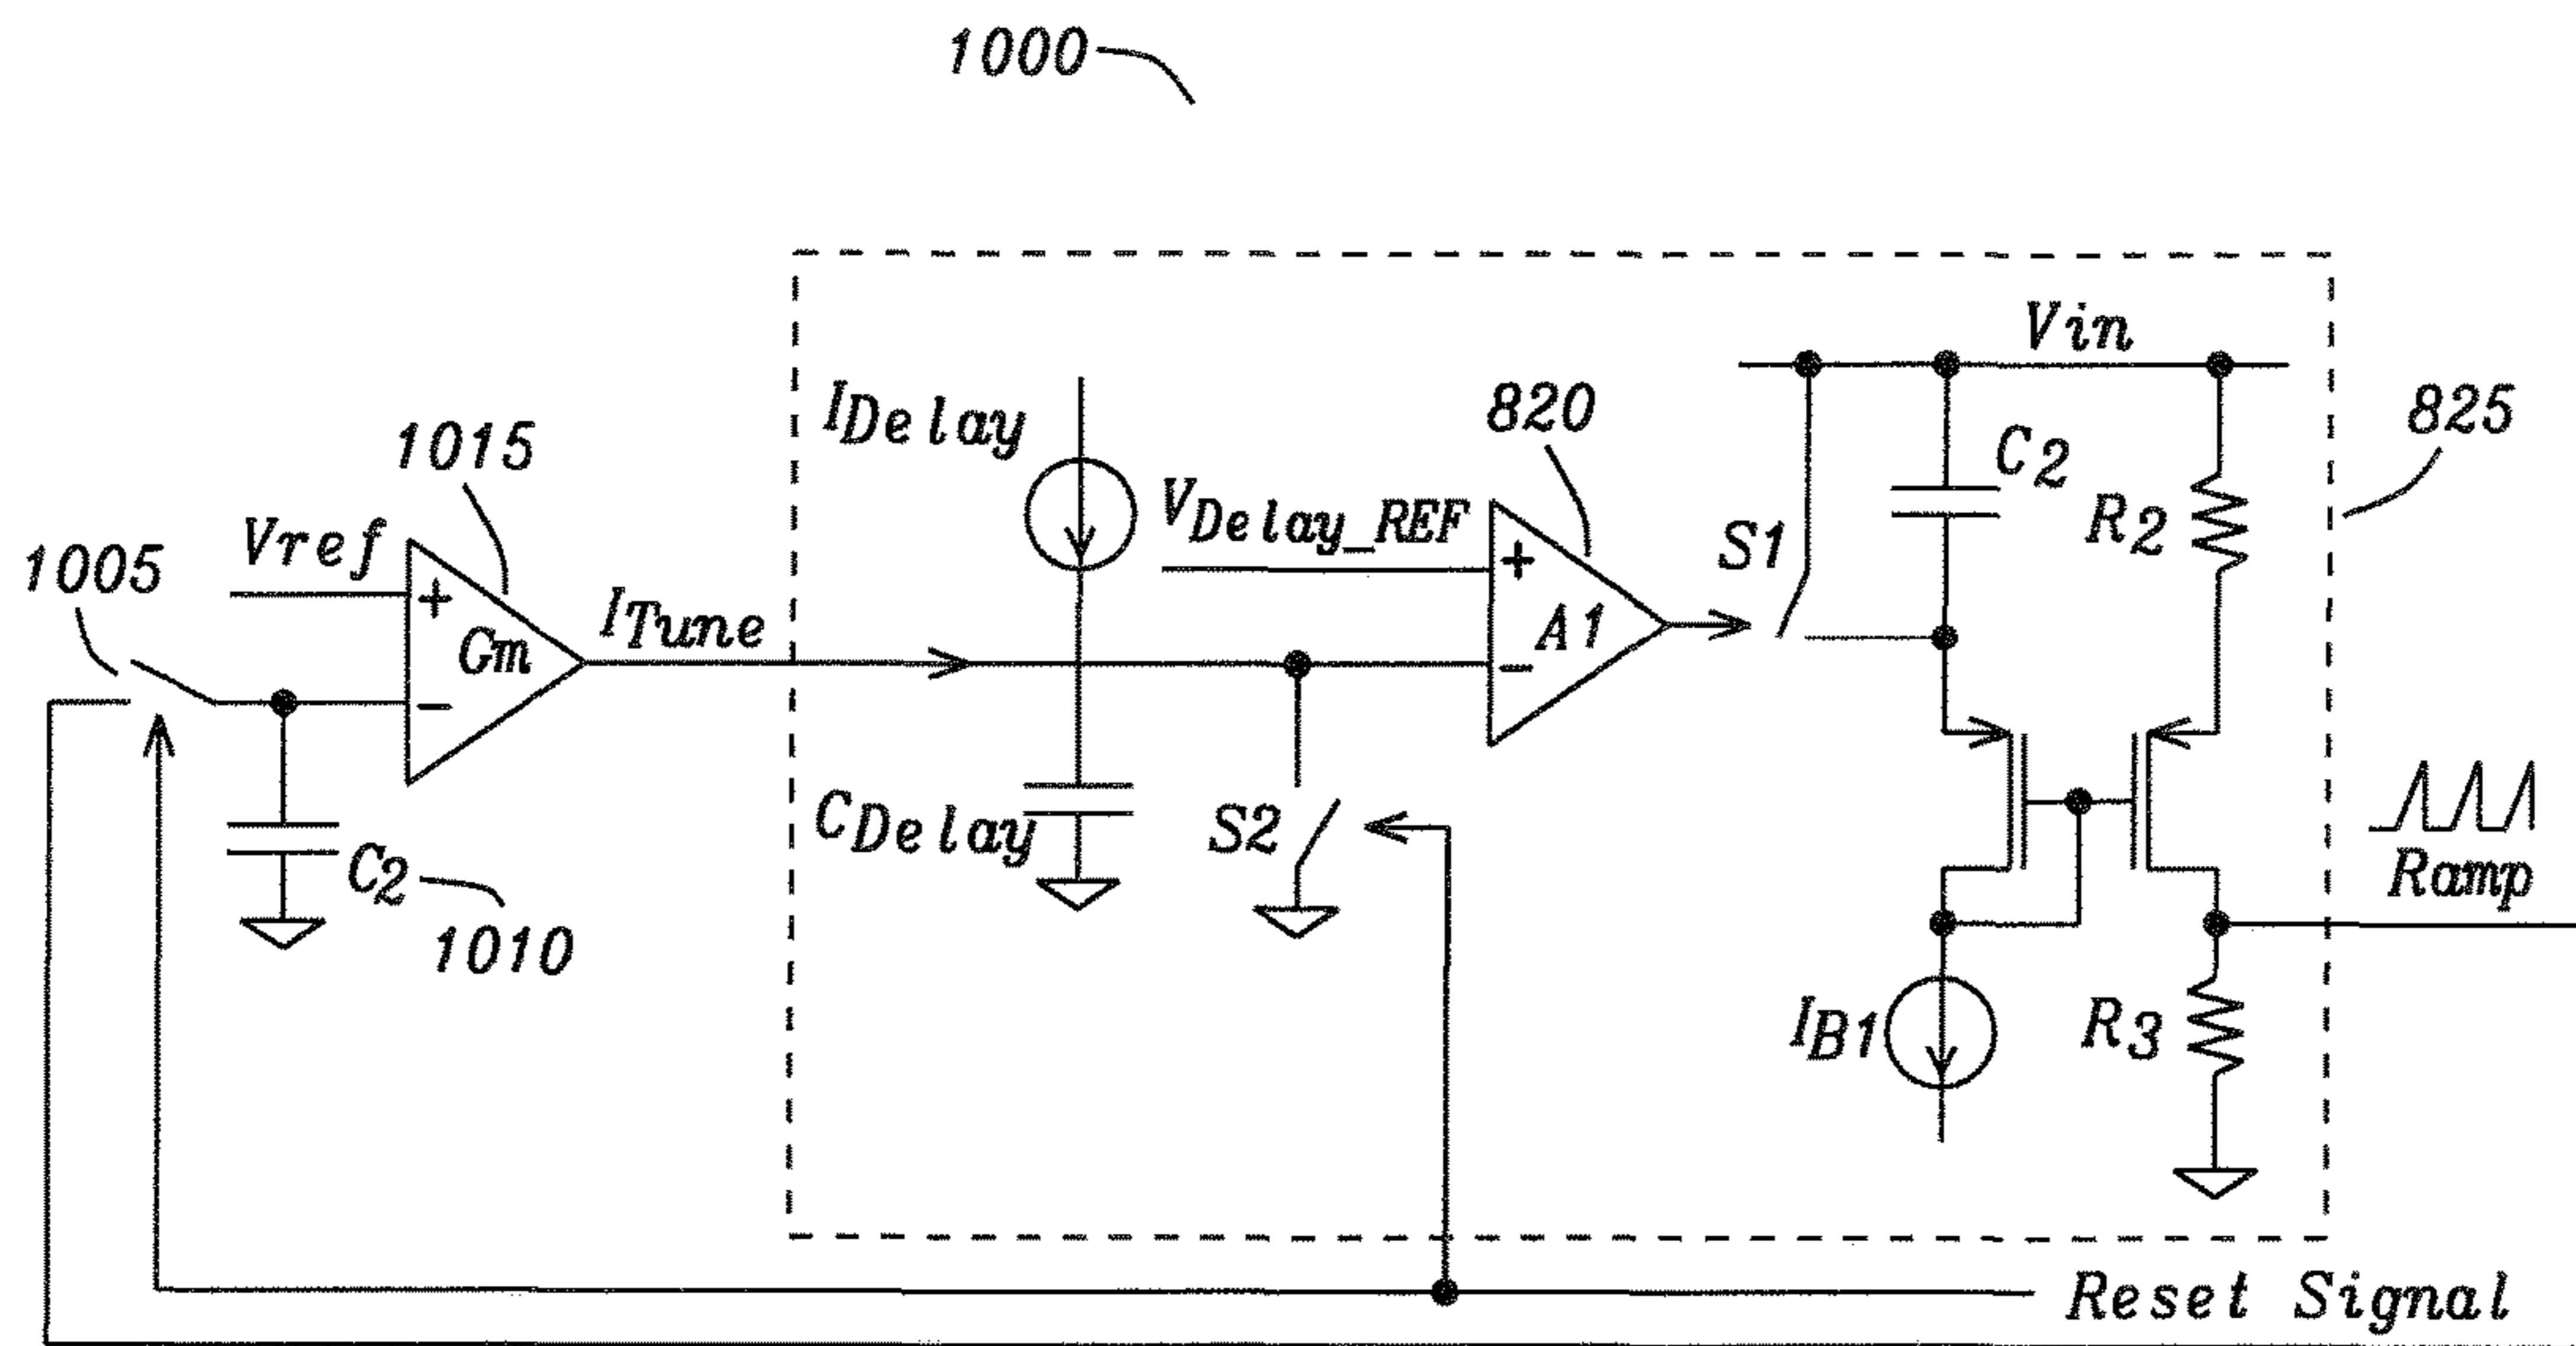 1000
Vin
IDelay
820
825
1015
VDelay_REF
C2
R2
Vref
S1
1005
+
+
ITune
A1
Gm
−
−
CDelay
S2
C2
Ramp
1010
IB1
R3
Reset Signal